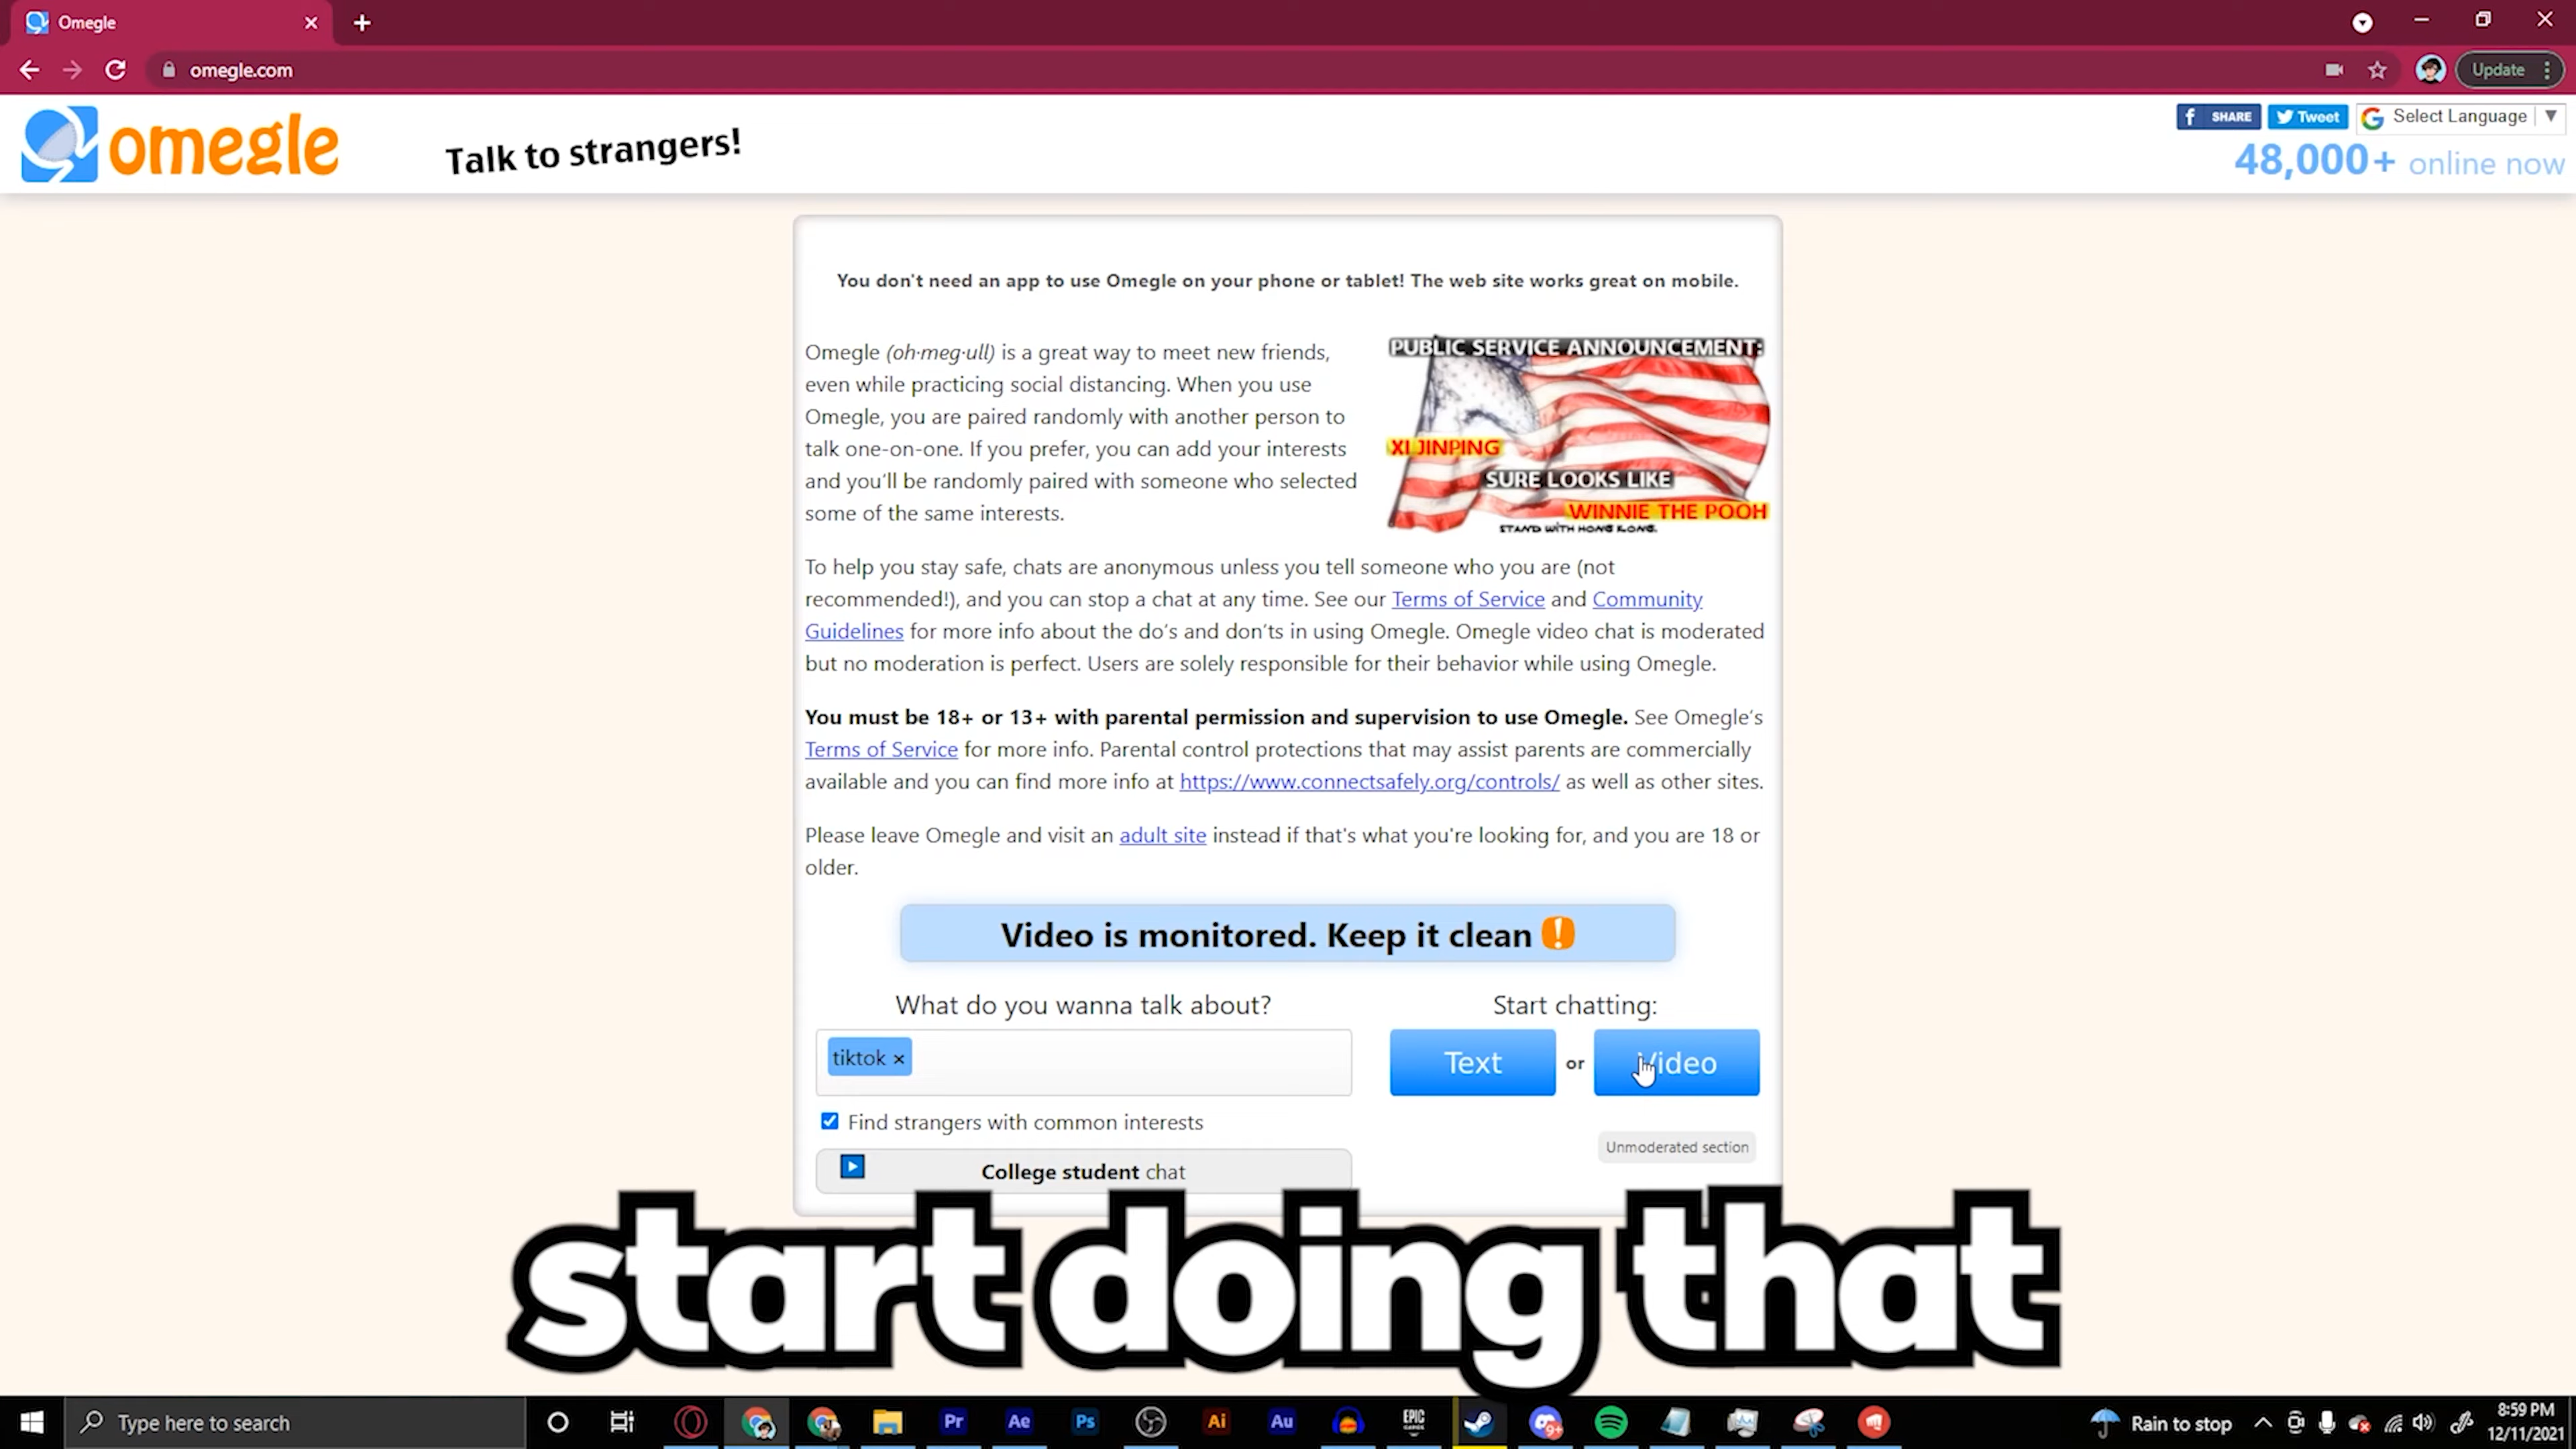 Omegle
omegle.com
Update
omegle
Talk to strangers!
f SHARE
Tweet
G Select Language
48,000+ online now
You don't need an app to use Omegle on your phone or tablet! The web site works great on mobile.
Omegle (oh·meg·ull) is a great way to meet new friends,
even while practicing social distancing. When you use
Omegle, you are paired randomly with another person to
talk one-on-one. If you prefer, you can add your interests
and you'll be randomly paired with someone who selected
some of the same interests.
PUBLIC SERVICE ANNOUNCEMENT:
XI JINPING
SURE LOOKS LIKE
WINNIE THE POOH
STAND WITH HONG KONG.
To help you stay safe, chats are anonymous unless you tell someone who you are (not
recommended!), and you can stop a chat at any time. See our Terms of Service and Community
Guidelines for more info about the do's and don'ts in using Omegle. Omegle video chat is moderated
but no moderation is perfect. Users are solely responsible for their behavior while using Omegle.
You must be 18+ or 13+ with parental permission and supervision to use Omegle. See Omegle's
Terms of Service for more info. Parental control protections that may assist parents are commercially
available and you can find more info at https://www.connectsafely.org/controls/ as well as other sites.
Please leave Omegle and visit an adult site instead if that's what you're looking for, and you are 18 or
older.
Video is monitored. Keep it clean!
What do you wanna talk about?
Start chatting:
tiktok ×
Text
or
Video
Find strangers with common interests
Unmoderated section
College student chat
start doing that
Type here to search
Pr
Ae
Ps
Ai
Au
EPIC
GAMES
9+
Rain to stop
8:59 PM
12/11/2021